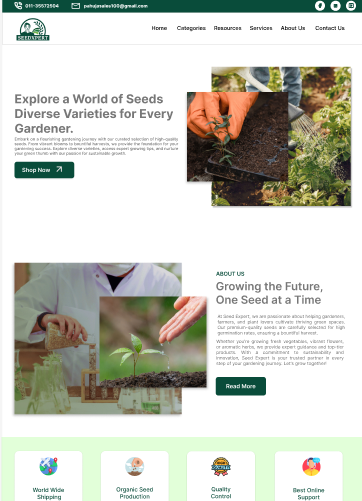 011-35572504 pahujasales100@gmail.com
SEEDXPERT
Home Categories Resources Services About Us Contact Us
Explore a World of Seeds
Diverse Varieties for Every
Gardener.
Embark on a flourishing gardening journey with our curated selection of high-quality
seeds. From vibrant blooms to bountiful harvests, we provide the foundation for your
gardening success. Explore diverse varieties, access expert growing tips, and nurture
your green thumb with our passion for sustainable growth.
Shop Now
ABOUT US
Growing the Future,
One Seed at a Time
At Seed Expert, we are passionate about helping gardeners,
farmers, and plant lovers cultivate thriving green spaces.
Our premium-quality seeds are carefully selected for high
germination rates, ensuring a bountiful harvest.
Whether you're growing fresh vegetables, vibrant flowers,
or aromatic herbs, we provide expert guidance and top-tier
products. With a commitment to sustainability and
innovation, Seed Expert is your trusted partner in every
step of your gardening journey. Let's grow together!
Read More
World Wide
Shipping
Organic Seed
Production
Quality
Control
Best Online
Support